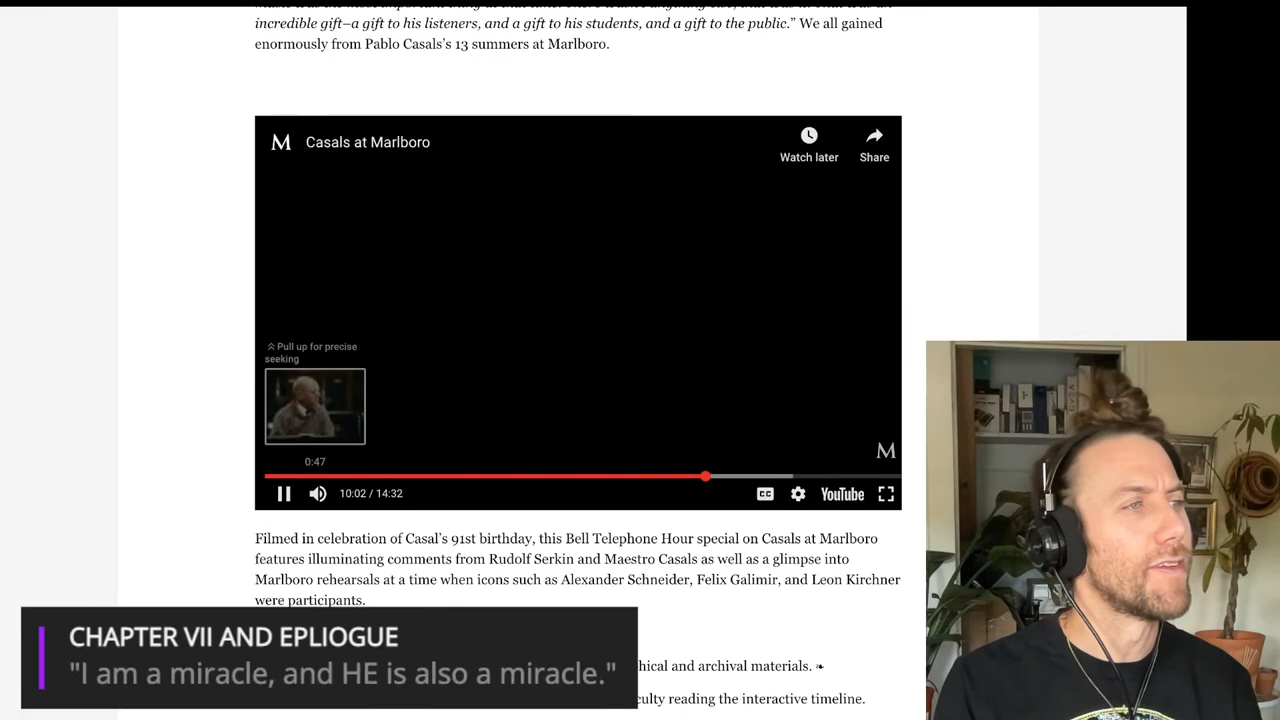 incredible gift–a gift to his listeners, and a gift to his students, and a gift to the public.” We all gained
enormously from Pablo Casals’s 13 summers at Marlboro.
M Casals at Marlboro
Watch later
Share
Pull up for precise
seeking
0:47
M
10:02 / 14:32
CC
YouTube
Filmed in celebration of Casal’s 91st birthday, this Bell Telephone Hour special on Casals at Marlboro
features illuminating comments from Rudolf Serkin and Maestro Casals as well as a glimpse into
Marlboro rehearsals at a time when icons such as Alexander Schneider, Felix Galimir, and Leon Kirchner
were participants.
CHAPTER VII AND EPLIOGUE
"I am a miracle, and HE is also a miracle."
hical and archival materials. ❧
culty reading the interactive timeline.